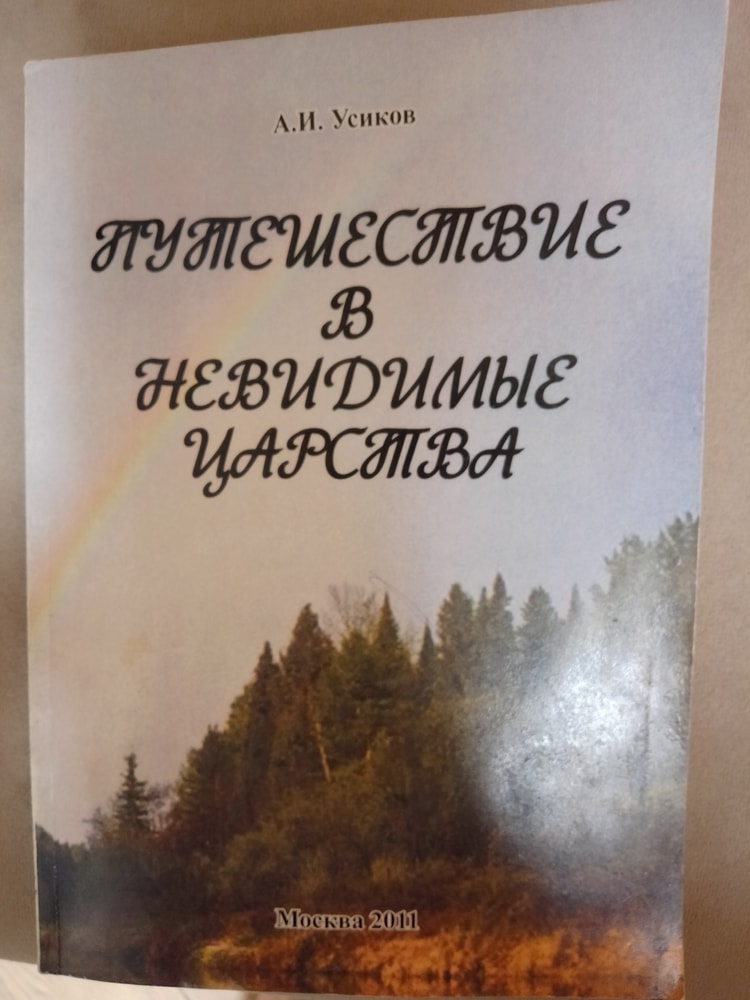 А.И. Усиков
ПУТЕШЕСТВИЕ
В
НЕВИДИМЫЕ
ЦАРСТВА
Москва 2011